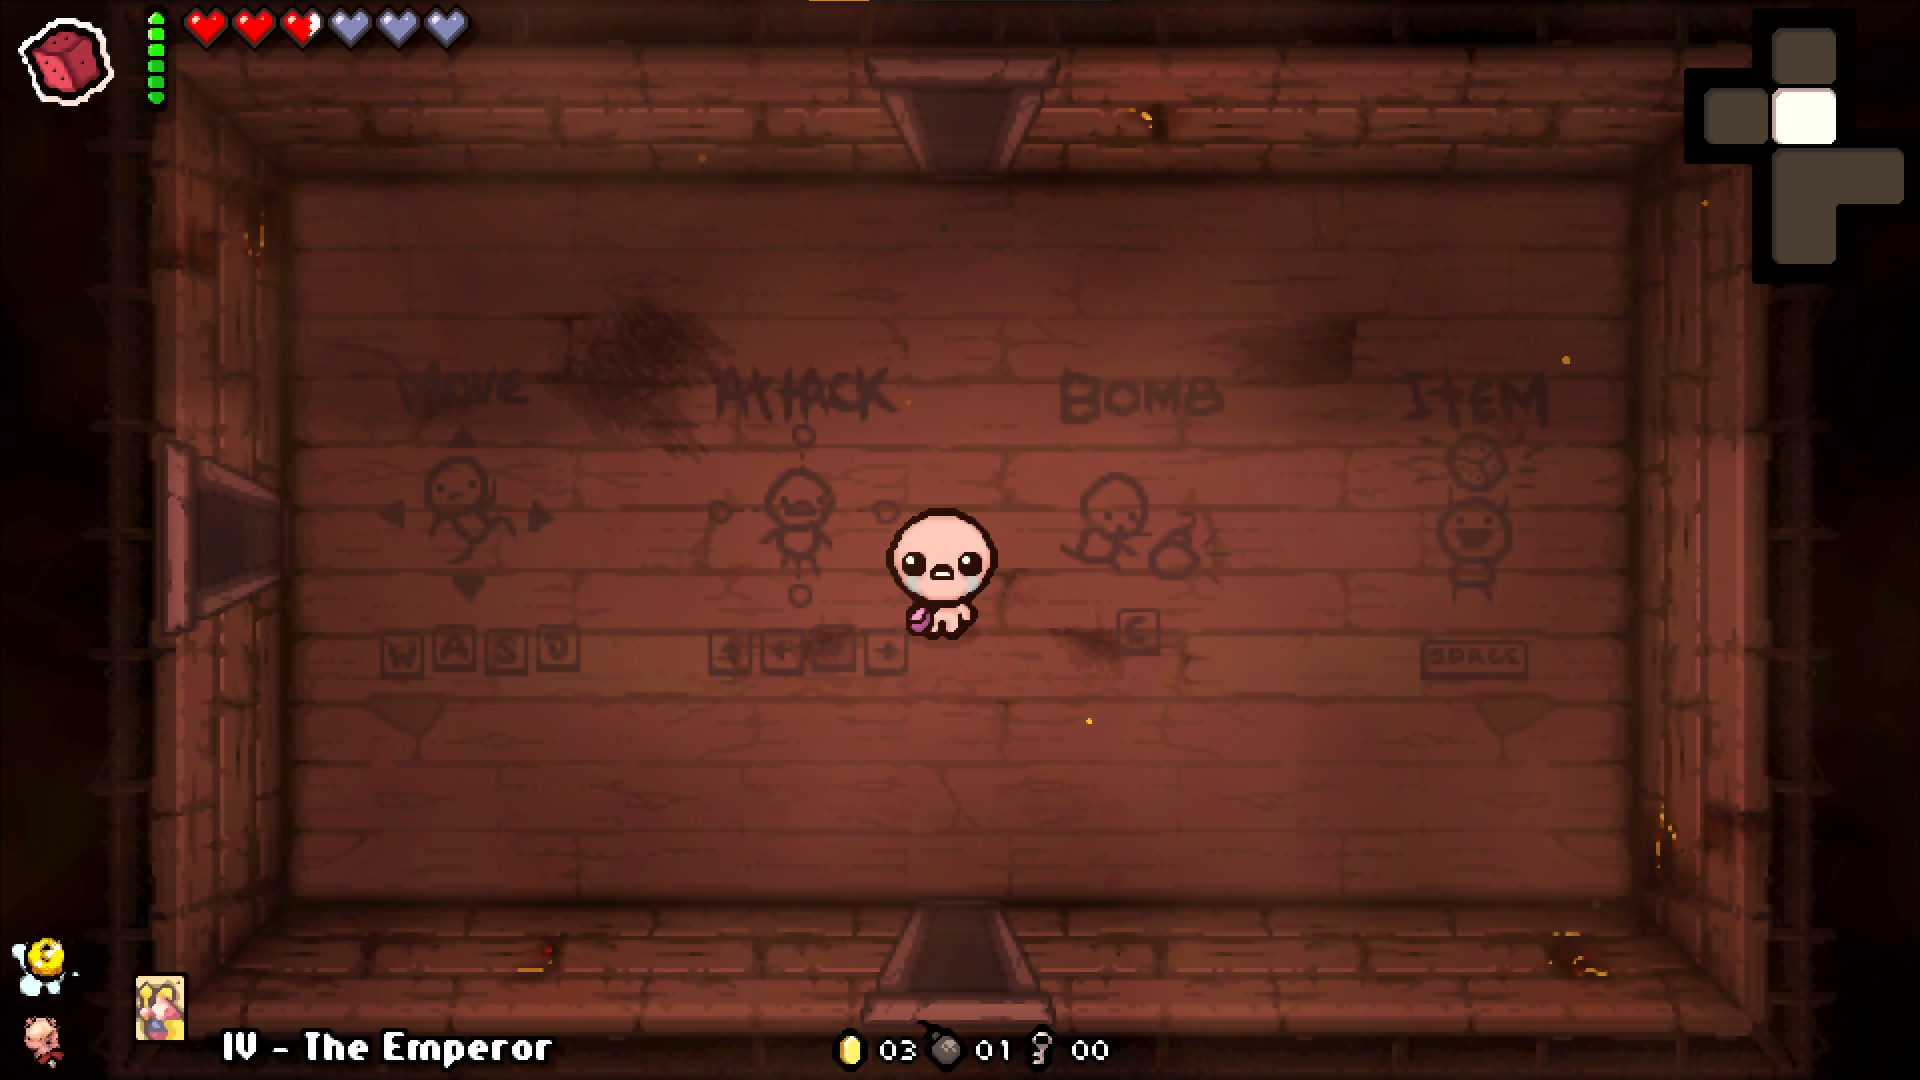 MOVE ATTACK BOMB ITEM
W A S D
E
SPACE
IV - The Emperor
03 01 00